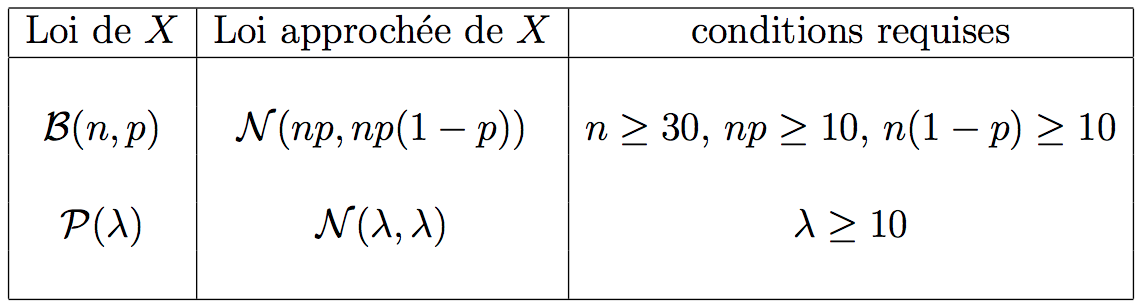 Loi de X Loi approchée de X conditions requises
𝓑(n, p) 𝒩(np, np(1 − p)) n ≥ 30, np ≥ 10, n(1 − p) ≥ 10
𝒫(λ) 𝒩(λ, λ) λ ≥ 10